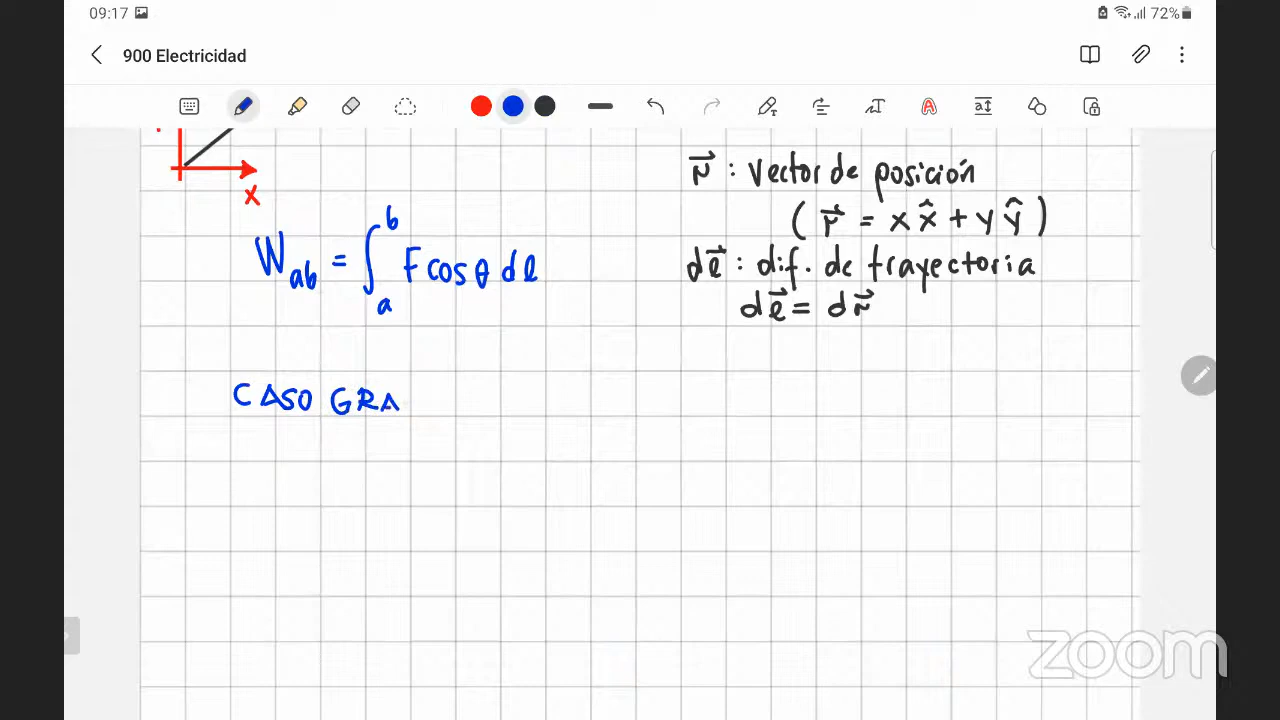 09:17 72%
900 Electricidad
X
W_ab = ∫_a^b F cos θ dℓ
CASO GRA
r⃗ : Vector de posición
( r⃗ = x x̂ + y ŷ )
dℓ⃗ : dif. de trayectoria
dℓ⃗ = dr⃗
zoom